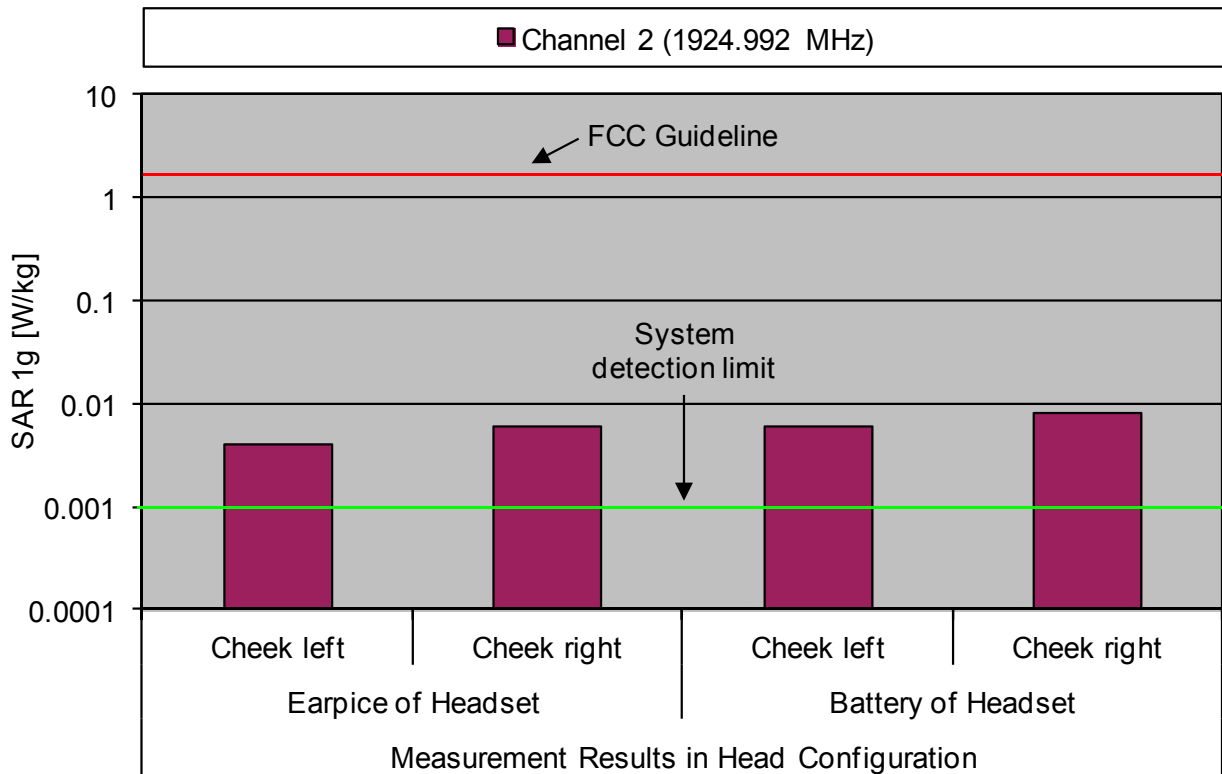 Channel 2 (1924.992 MHz)
10
FCC Guideline
1
SAR 1g [W/kg]
0.1
System
detection limit
0.01
0.001
0.0001
Cheek left
Cheek right
Cheek left
Cheek right
Earpice of Headset
Battery of Headset
Measurement Results in Head Configuration